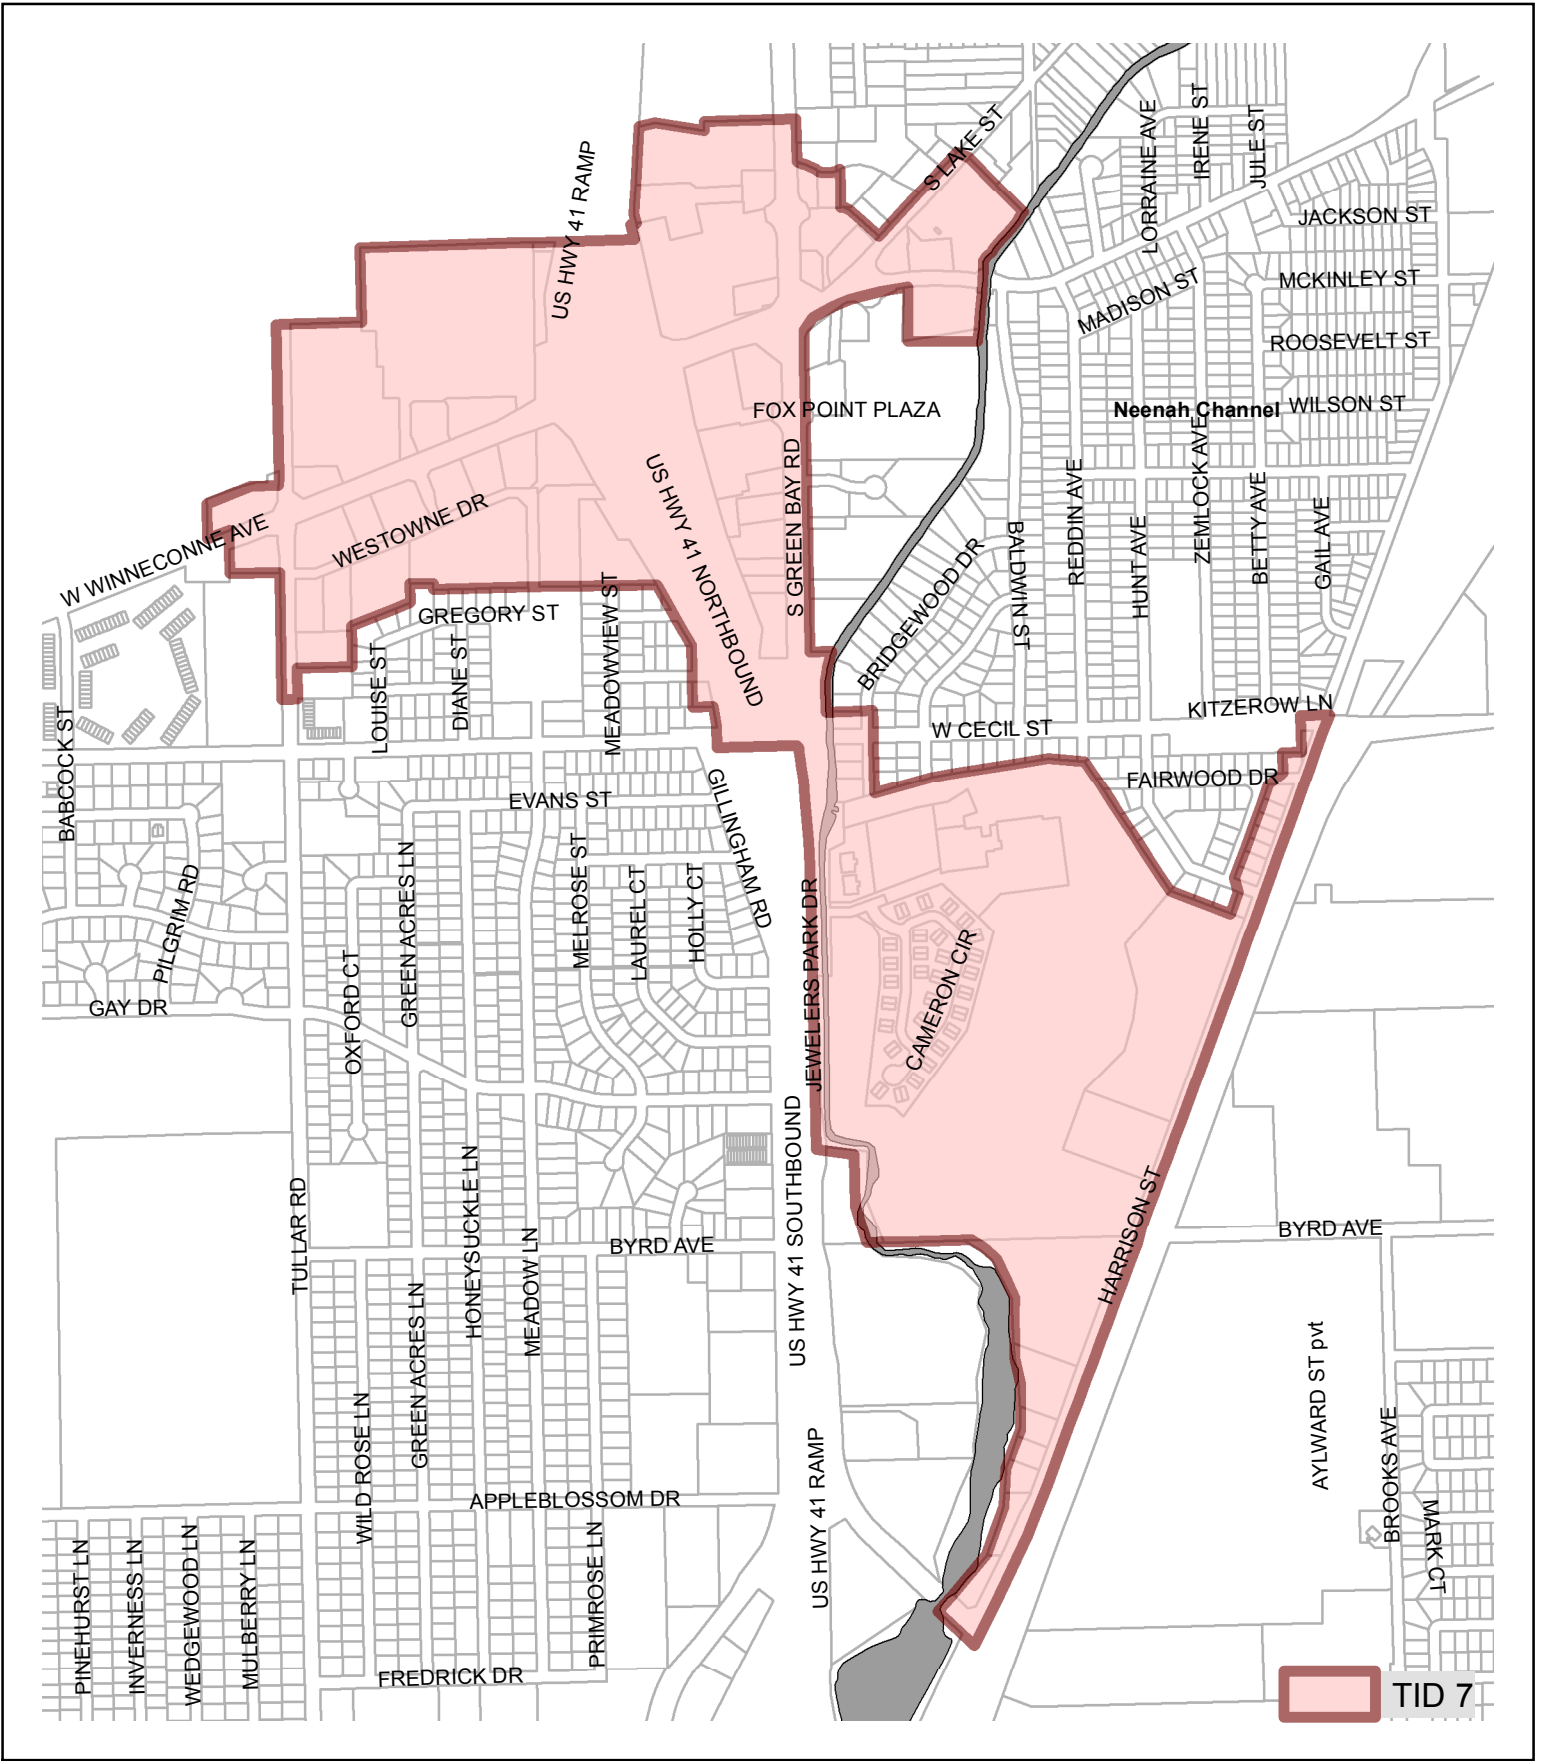 S LAKE ST
LORRAINE AVE
IRENE ST
JULE ST
US HWY 41 RAMP
JACKSON ST
MCKINLEY ST
MADISON ST
ROOSEVELT ST
FOX POINT PLAZA
Neenah Channel
WILSON ST
W WINNECONNE AVE
WESTOWNE DR
US HWY 41 NORTHBOUND
S GREEN BAY RD
BRIDGEWOOD DR
BALDWIN ST
REDDIN AVE
HUNT AVE
ZEMLOCK AVE
BETTY AVE
GAIL AVE
GREGORY ST
LOUISE ST
DIANE ST
MEADOWVIEW ST
BABCOCK ST
W CECIL ST
KITZEROW LN
FAIRWOOD DR
EVANS ST
GILLINGHAM RD
PILGRIM RD
GREEN ACRES LN
MELROSE ST
LAUREL CT
HOLLY CT
JEWELERS PARK DR
CAMERON CIR
GAY DR
OXFORD CT
TULLAR RD
HONEYSUCKLE LN
MEADOW LN
BYRD AVE
US HWY 41 SOUTHBOUND
HARRISON ST
BYRD AVE
GREEN ACRES LN
WILD ROSE LN
APPLEBLOSSOM DR
US HWY 41 RAMP
AYLWARD ST pvt
BROOKS AVE
MARK CT
PINEHURST LN
INVERNESS LN
WEDGEWOOD LN
MULBERRY LN
PRIMROSE LN
FREDRICK DR
TID 7